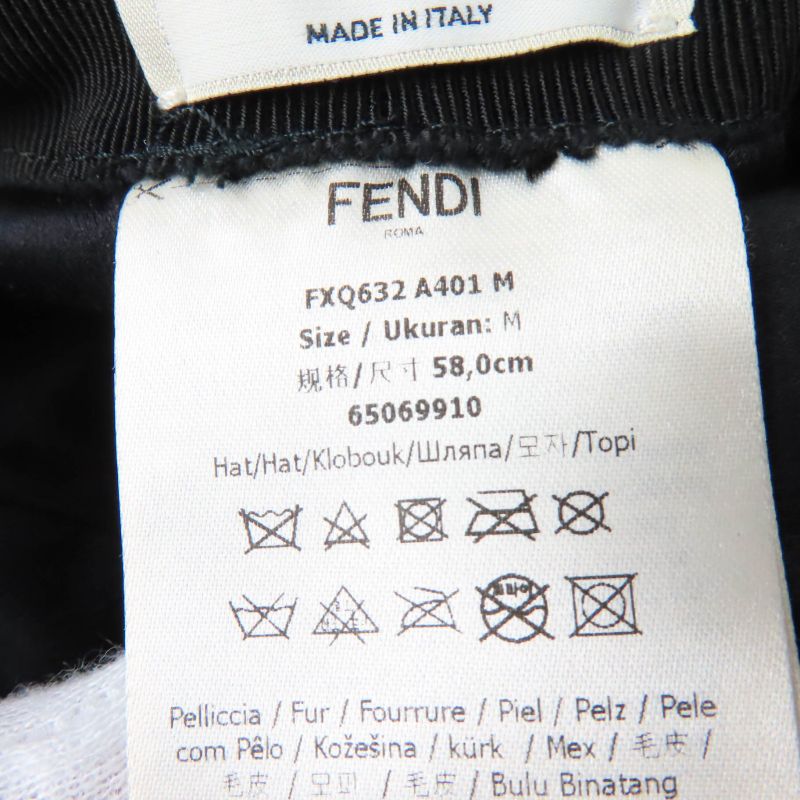 MADE IN ITALY
FENDI
ROMA
FXQ632 A401 M
Size / Ukuran: M
规格/尺寸 58,0cm
65069910
Hat/Hat/Klobouk/Шляпа/모자/Topi
Pelliccia / Fur / Fourrure / Piel / Pelz / Pele
com Pêlo / Kožešina / kürk / Mex / 毛皮 /
毛皮 / 모피 / 毛皮 / Bulu Binatang